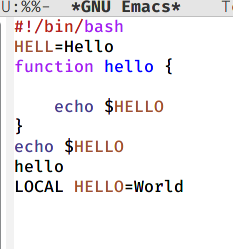 U:%%-  *GNU Emacs*
#!/bin/bash
HELL=Hello
function hello {
    echo $HELLO
}
echo $HELLO
hello
LOCAL HELLO=World